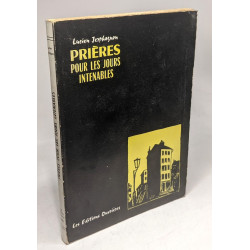 Lucien Jerphagnon
PRIÈRES
POUR LES JOURS
INTENABLES
Les Éditions Ouvrières